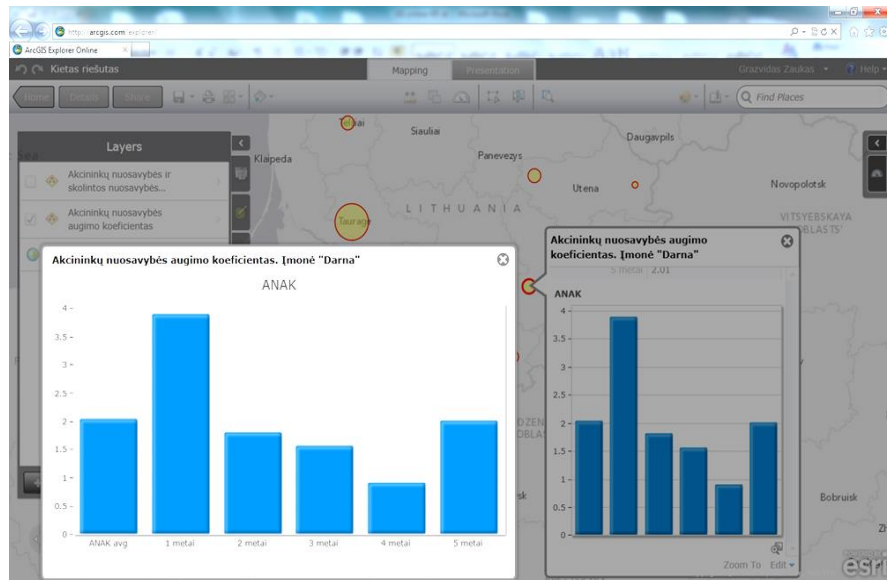 http://arcgis.com/explorer/
ArcGIS Explorer Online
Kietas riešutas
Mapping
Presentation
Grazvidas Zaukas
Help
Home
Details
Share
Find Places
Layers
Akcininkų nuosavybės ir
skolintos nuosavybės...
Akcininkų nuosavybės
augimo koeficientas
Klaipeda
Siauliai
Panevezys
Daugavpils
Utena
Novopolotsk
LITHUANIA
Taurage
VITSYEBSKAYA
Bobruisk
Akcininkų nuosavybės augimo koeficientas. Įmonė "Darna"
ANAK
4
3.5
3
2.5
2
1.5
1
0.5
0
ANAK avg
1 metai
2 metai
3 metai
4 metai
5 metai
Akcininkų nuosavybės augimo
koeficientas. Įmonė "Darna"
5 metai 2.01
ANAK
4
3.5
3
2.5
2
1.5
1
0.5
0
Zoom To
Edit
esri